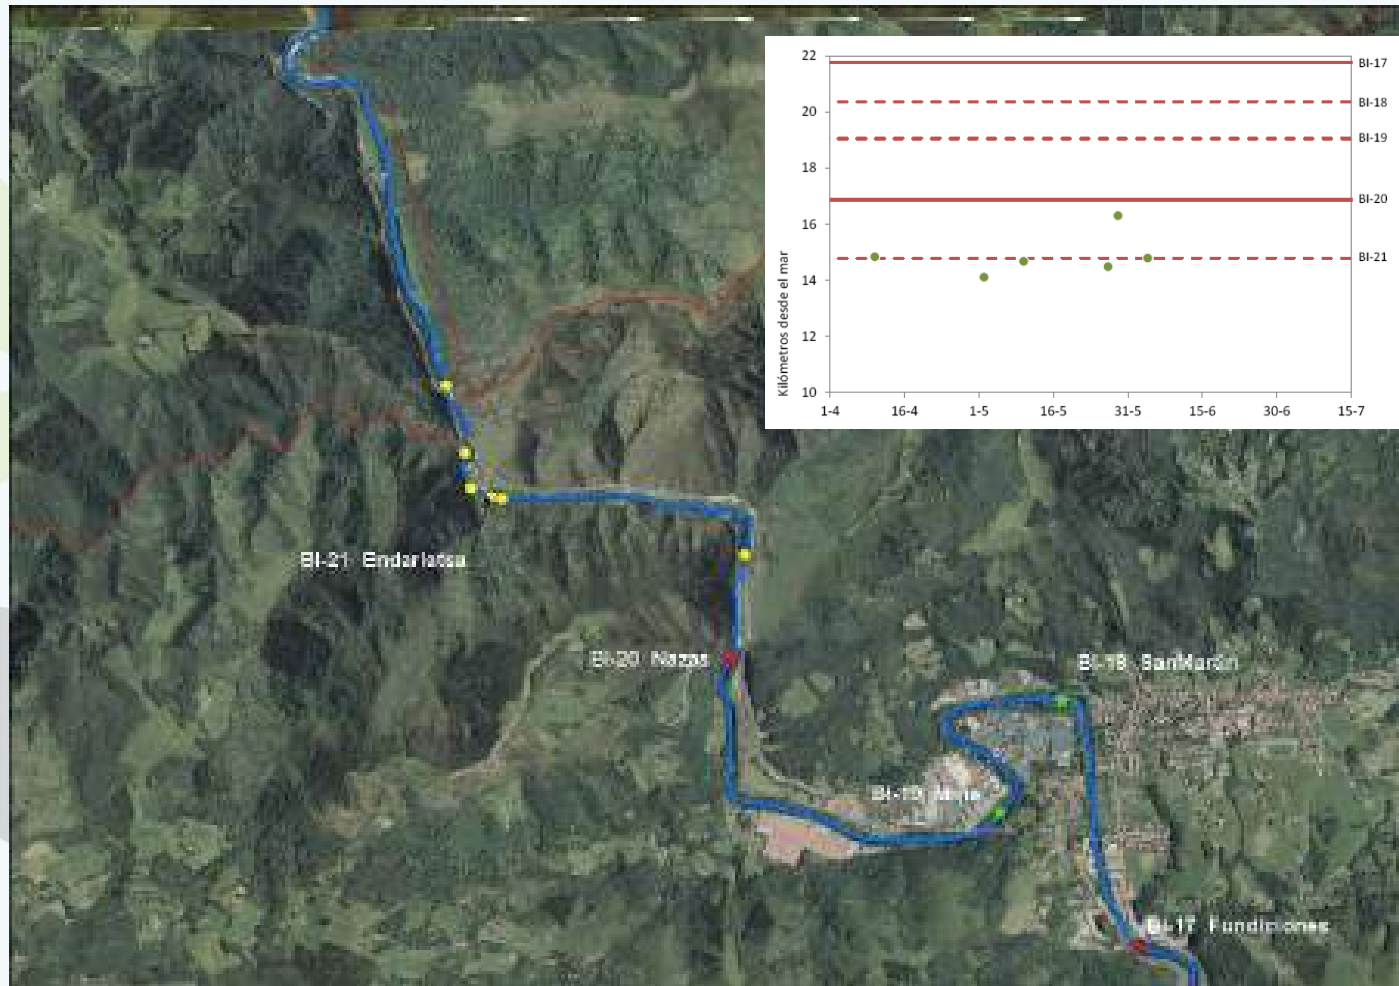 22
BI-17
BI-18
20
BI-19
18
BI-20
16
BI-21
14
12
10
Kilómetros desde el mar
1-4 16-4 1-5 16-5 31-5 15-6 30-6 15-7
BI-21 Endarlatsa
BI-20 Nazas
BI-18 SanMartin
BI-19
BI-17 Fundiciones